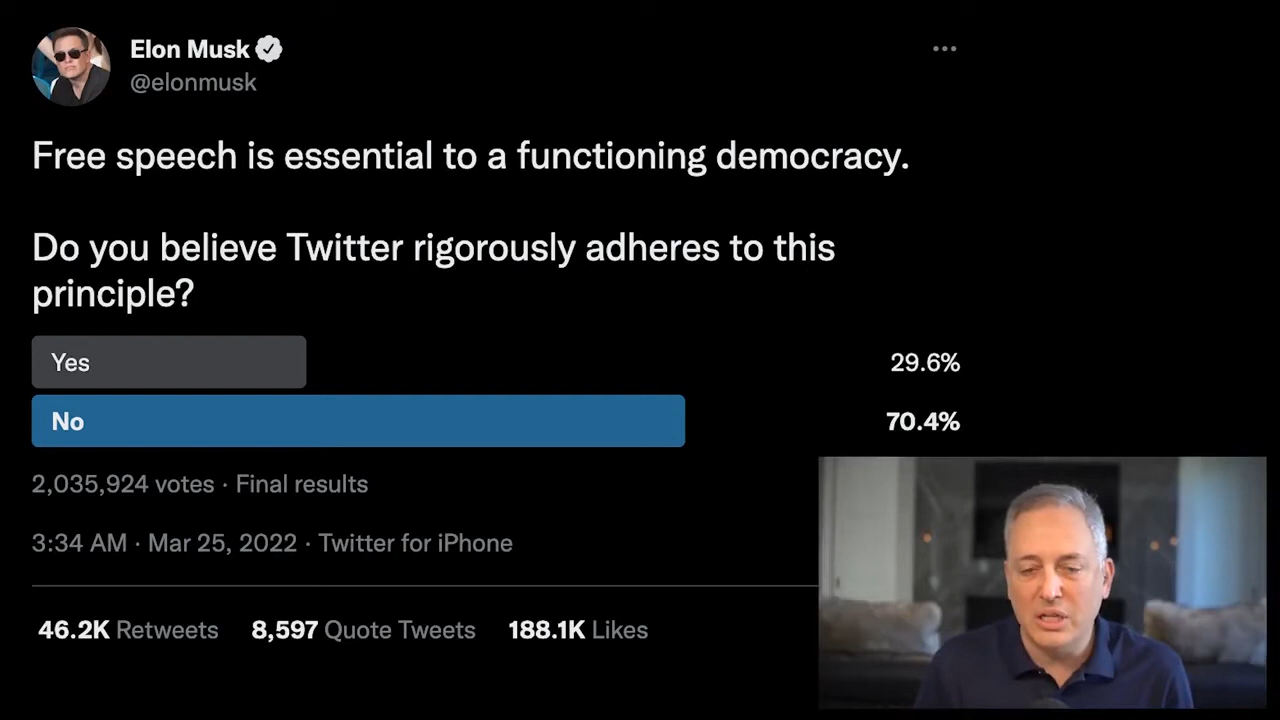 Elon Musk
@elonmusk
Free speech is essential to a functioning democracy.
Do you believe Twitter rigorously adheres to this
principle?
Yes 29.6%
No 70.4%
2,035,924 votes · Final results
3:34 AM · Mar 25, 2022 · Twitter for iPhone
46.2K Retweets 8,597 Quote Tweets 188.1K Likes